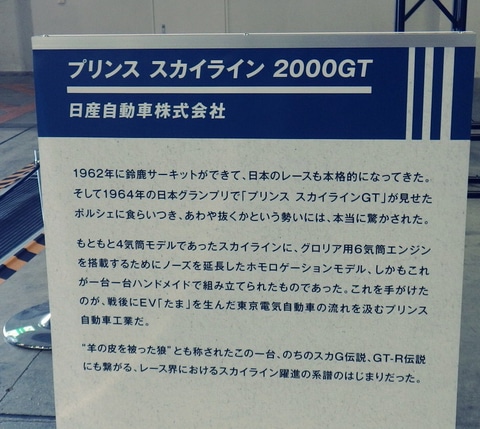 プリンス スカイライン 2000GT
日産自動車株式会社
1962年に鈴鹿サーキットができて、日本のレースも本格的になってきた。
そして1964年の日本グランプリで「プリンス スカイラインGT」が見せた
ポルシェに食らいつき、あわや抜くかという勢いには、本当に驚かされた。
もともと4気筒モデルであったスカイラインに、グロリア用6気筒エンジン
を搭載するためにノーズを延長したホモロゲーションモデル、しかもこれ
が一台一台ハンドメイドで組み立てられたものであった。これを手がけた
のが、戦後にEV「たま」を生んだ東京電気自動車の流れを汲むプリンス
自動車工業だ。
“羊の皮を被った狼”とも称されたこの一台、のちのスカG伝説、GT-R伝説
にも繋がる、レース界におけるスカイライン躍進の系譜のはじまりだった。